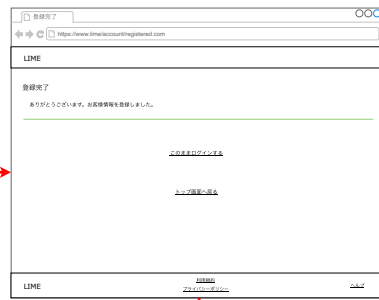 登録完了
https://www.lime/account/registered.com
LIME
登録完了
ありがとうございます。お客様情報を登録しました。
このままログインする
トップ画面へ戻る
LIME
利用規約
プライバシーポリシー
ヘルプ